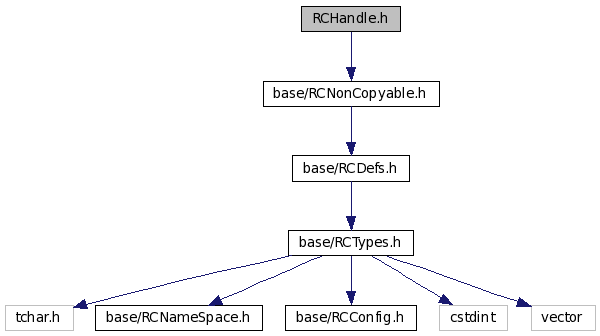 RCHandle.h
base/RCNonCopyable.h
base/RCDefs.h
base/RCTypes.h
tchar.h
base/RCNameSpace.h
base/RCConfig.h
cstdint
vector